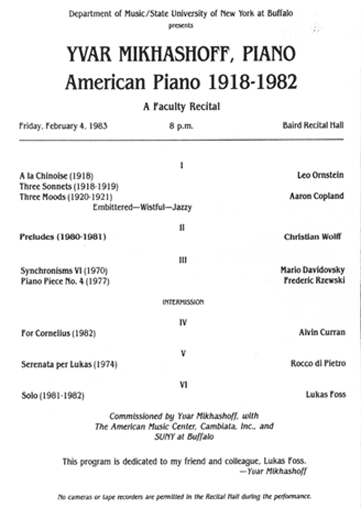 Department of Music/State University of New York at Buffalo
presents
YVAR MIKHASHOFF, PIANO
American Piano 1918-1982
A Faculty Recital
Friday, February 4, 1983 8 p.m. Baird Recital Hall
I
A la Chinoise (1918) Leo Ornstein
Three Sonnets (1918-1919)
Three Moods (1920-1921) Aaron Copland
Embittered—Wistful—Jazzy
II
Preludes (1980-1981) Christian Wolff
III
Synchronisms VI (1970) Mario Davidovsky
Piano Piece No. 4 (1977) Frederic Rzewski
INTERMISSION
IV
For Cornelius (1982) Alvin Curran
V
Serenata per Lukas (1974) Rocco di Pietro
VI
Solo (1981-1982) Lukas Foss
Commissioned by Yvar Mikhashoff, with
The American Music Center, Cambiata, Inc., and
SUNY at Buffalo
This program is dedicated to my friend and colleague, Lukas Foss.
—Yvar Mikhashoff
No cameras or tape recorders are permitted in the Recital Hall during the performance.